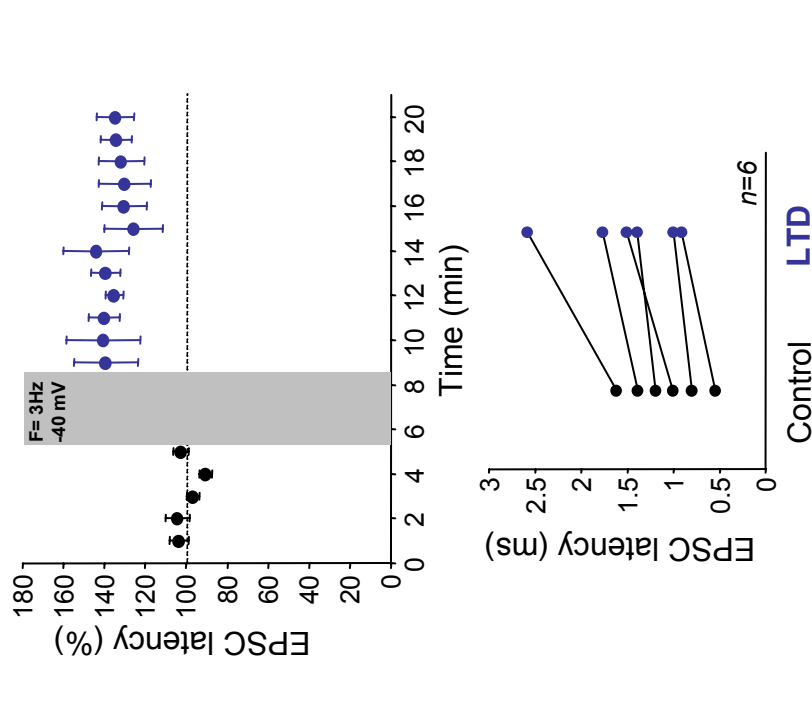 EPSC latency (%)
180
160
140
120
100
80
60
40
20
0
F= 3Hz
-40 mV
0 2 4 6 8 10 12 14 16 18 20
Time (min)
EPSC latency (ms)
3
2.5
2
1.5
1
0.5
0
n=6
Control LTD